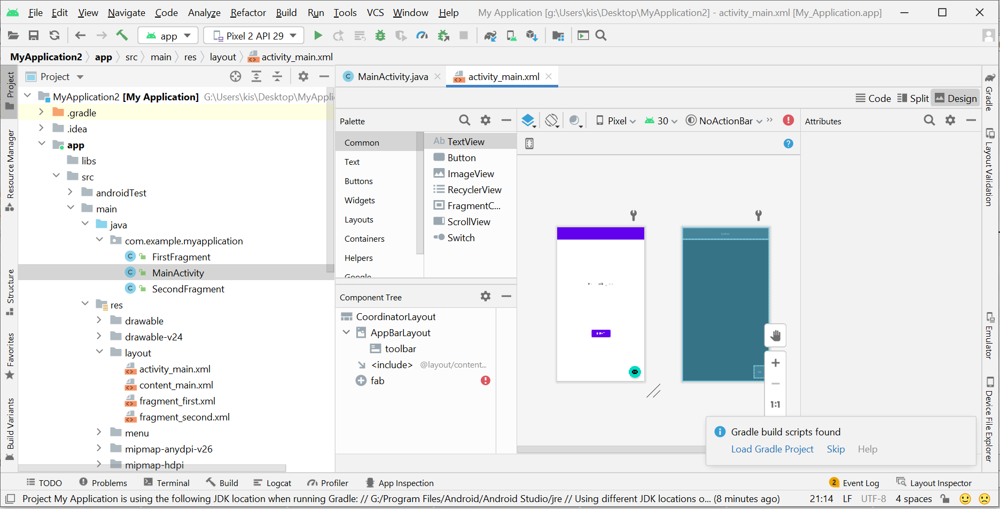 File Edit View Navigate Code Analyze Refactor Build Run Tools VCS Window Help My Application [g:\Users\kis\Desktop\MyApplication2] - activity_main.xml [My_Application.app]
app Pixel 2 API 29
MyApplication2 app src main res layout activity_main.xml
Project
Resource Manager
Structure
Favorites
Build Variants
Project
MyApplication2 [My Application] G:\Users\kis\Desktop\MyAppli
.gradle
.idea
app
libs
src
androidTest
main
java
com.example.myapplication
FirstFragment
MainActivity
SecondFragment
res
drawable
drawable-v24
layout
activity_main.xml
content_main.xml
fragment_first.xml
fragment_second.xml
menu
mipmap-anydpi-v26
mipmap-hdpi
MainActivity.java activity_main.xml
Code Split Design
Palette
Common
Text
Buttons
Widgets
Layouts
Containers
Helpers
Google
Ab TextView
Button
ImageView
RecyclerView
FragmentC...
ScrollView
Switch
Component Tree
CoordinatorLayout
AppBarLayout
toolbar
<include> @layout/content...
fab
Pixel 30 NoActionBar
1:1
Attributes
Gradle
Layout Validation
Emulator
Device File Explorer
Gradle build scripts found
Load Gradle Project Skip Help
TODO Problems Terminal Build Logcat Profiler App Inspection 2 Event Log Layout Inspector
Project My Application is using the following JDK location when running Gradle: // G:/Program Files/Android/Android Studio/jre // Using different JDK locations o... (8 minutes ago) 21:14 LF UTF-8 4 spaces